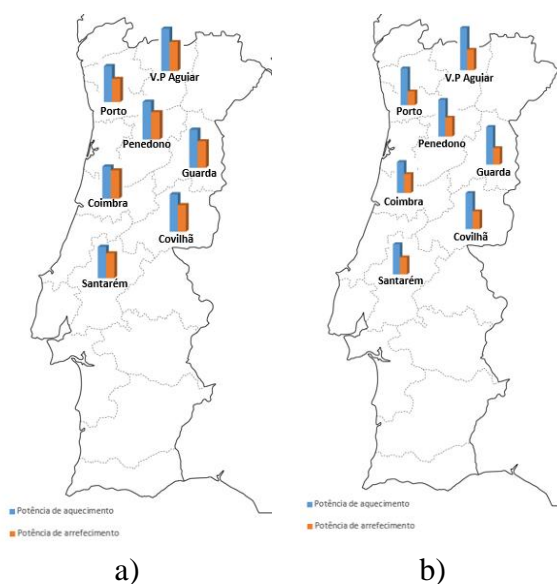 V.P Aguiar
Porto
Penedono
Guarda
Coimbra
Covilhã
Santarém
Potência de aquecimento
Potência de arrefecimento
a)
V.P Aguiar
Porto
Penedono
Guarda
Coimbra
Covilhã
Santarém
Potência de aquecimento
Potência de arrefecimento
b)